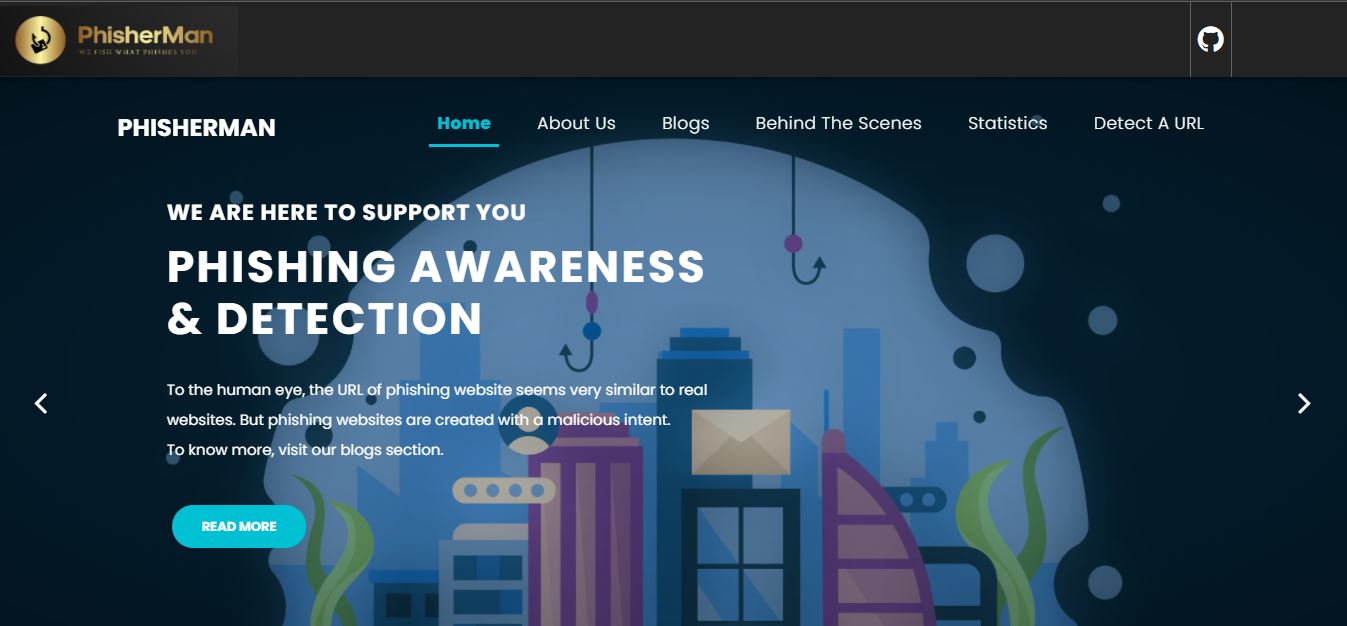 PhisherMan
WE FISH WHAT PHISHES YOU
PHISHERMAN
Home
About Us
Blogs
Behind The Scenes
Statistics
Detect A URL
WE ARE HERE TO SUPPORT YOU
PHISHING AWARENESS
& DETECTION
To the human eye, the URL of phishing website seems very similar to real
websites. But phishing websites are created with a malicious intent.
To know more, visit our blogs section.
READ MORE